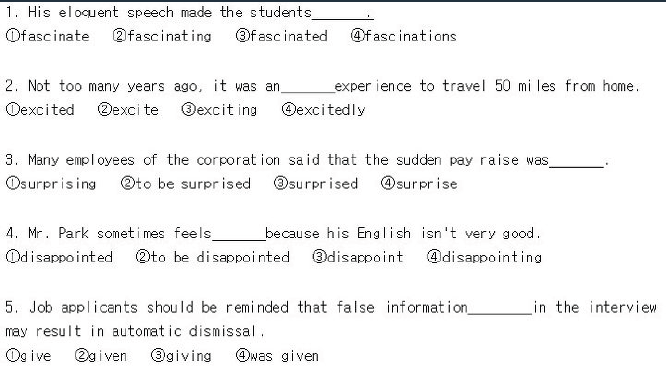 1. His eloquent speech made the students_______.
①fascinate ②fascinating ③fascinated ④fascinations
2. Not too many years ago, it was an______experience to travel 50 miles from home.
①excited ②excite ③exciting ④excitedly
3. Many employees of the corporation said that the sudden pay raise was______.
①surprising ②to be surprised ③surprised ④surprise
4. Mr. Park sometimes feels______because his English isn't very good.
①disappointed ②to be disappointed ③disappoint ④disappointing
5. Job applicants should be reminded that false information_______in the interview
may result in automatic dismissal.
①give ②given ③giving ④was given